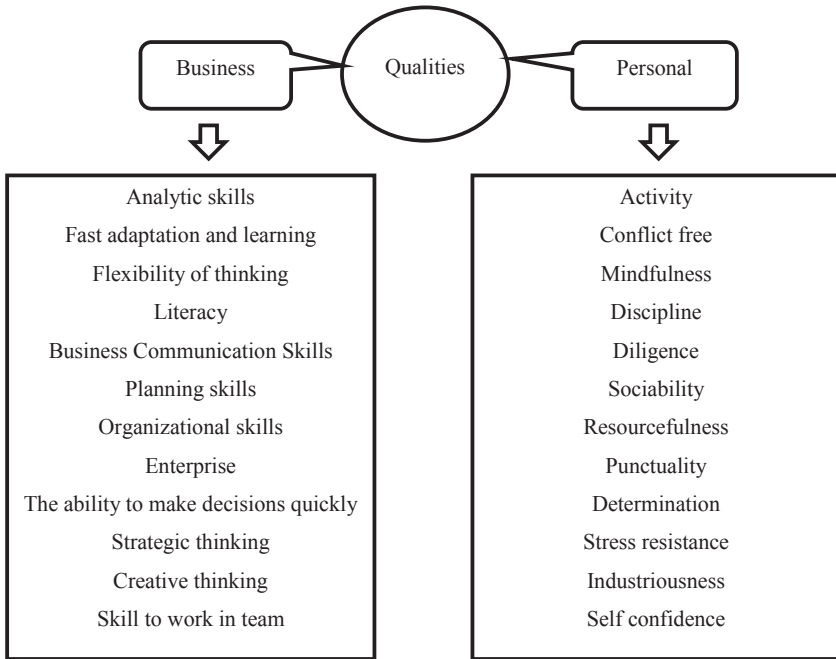 Business
Qualities
Personal
Analytic skills
Fast adaptation and learning
Flexibility of thinking
Literacy
Business Communication Skills
Planning skills
Organizational skills
Enterprise
The ability to make decisions quickly
Strategic thinking
Creative thinking
Skill to work in team
Activity
Conflict free
Mindfulness
Discipline
Diligence
Sociability
Resourcefulness
Punctuality
Determination
Stress resistance
Industriousness
Self confidence